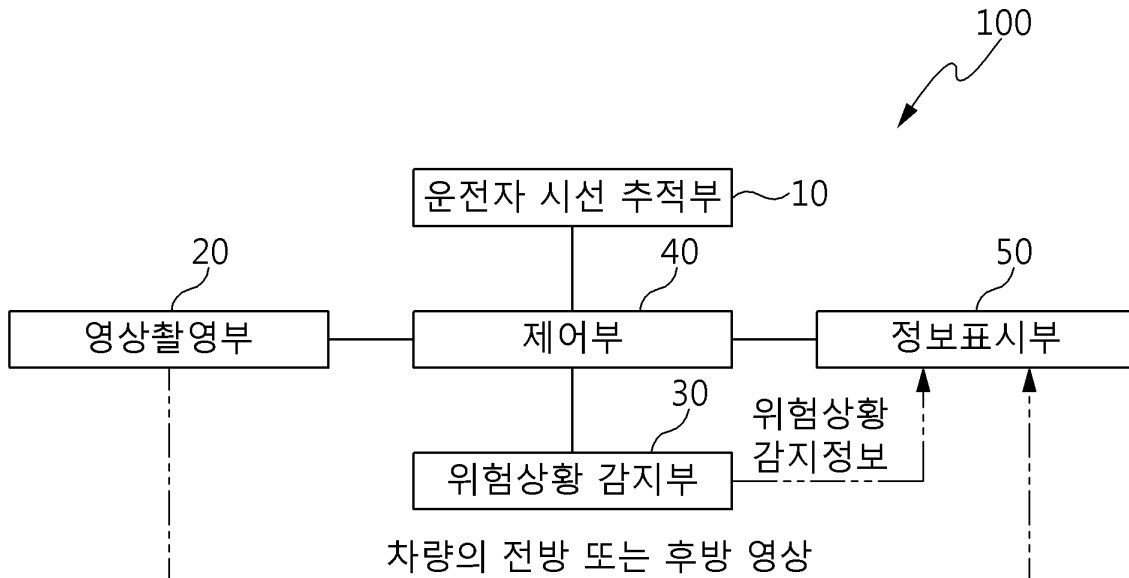 100
운전자 시선 추적부
10
20
40
50
영상촬영부
제어부
정보표시부
30
위험상황
감지정보
위험상황 감지부
차량의 전방 또는 후방 영상